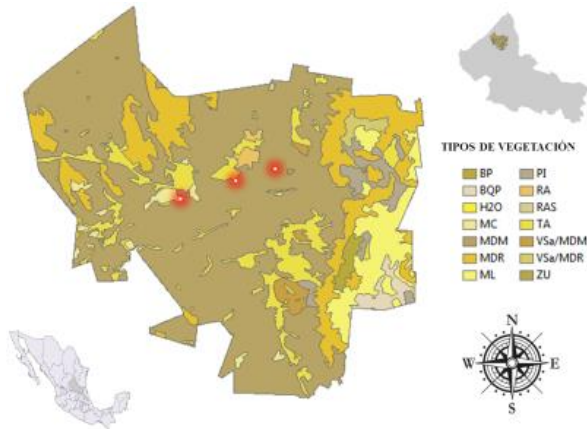 TIPOS DE VEGETACIÓN
BP PI
BQP RA
H2O RAS
MC TA
MDM VSa/MDM
MDR VSa/MDR
ML ZU
N
W E
S